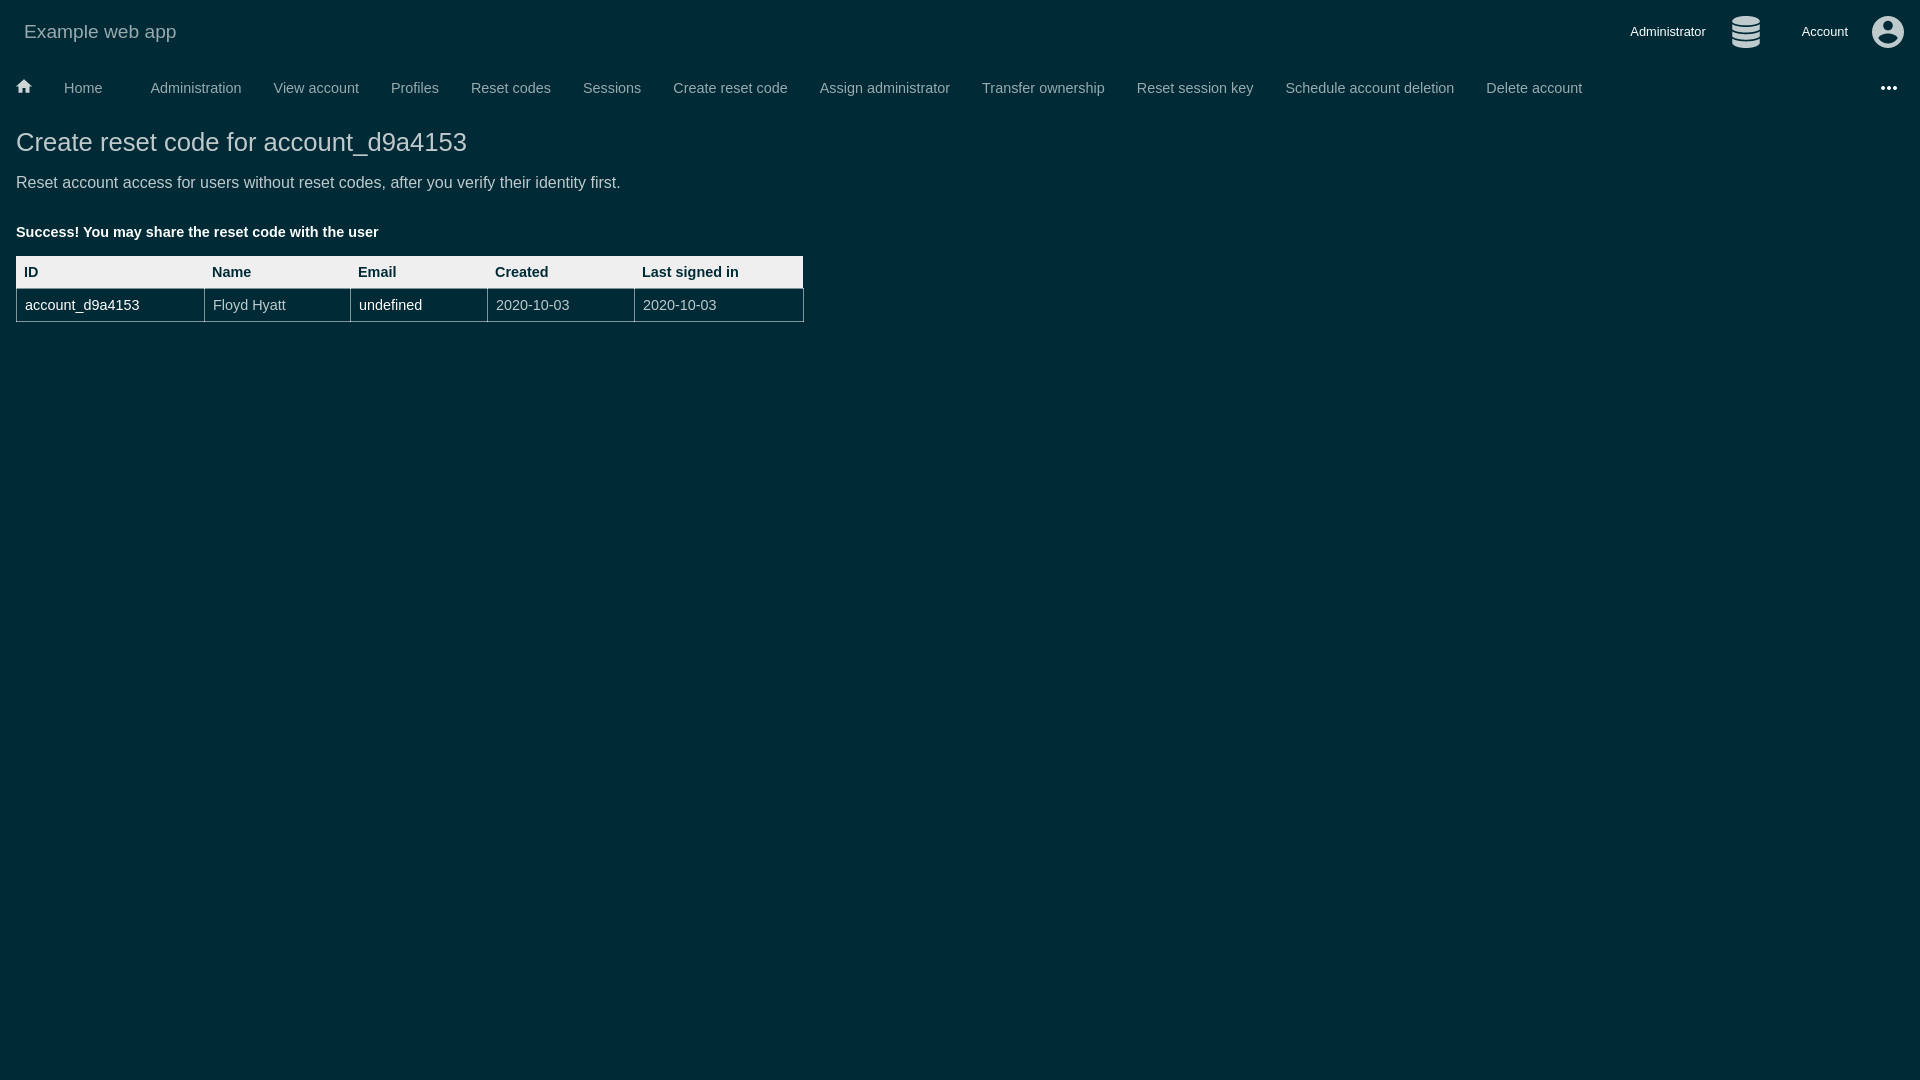 Example web app
Administrator
Account
Home Administration View account Profiles Reset codes Sessions Create reset code Assign administrator Transfer ownership Reset session key Schedule account deletion Delete account
Create reset code for account_d9a4153
Reset account access for users without reset codes, after you verify their identity first.
Success! You may share the reset code with the user
ID Name Email Created Last signed in
account_d9a4153 Floyd Hyatt undefined 2020-10-03 2020-10-03